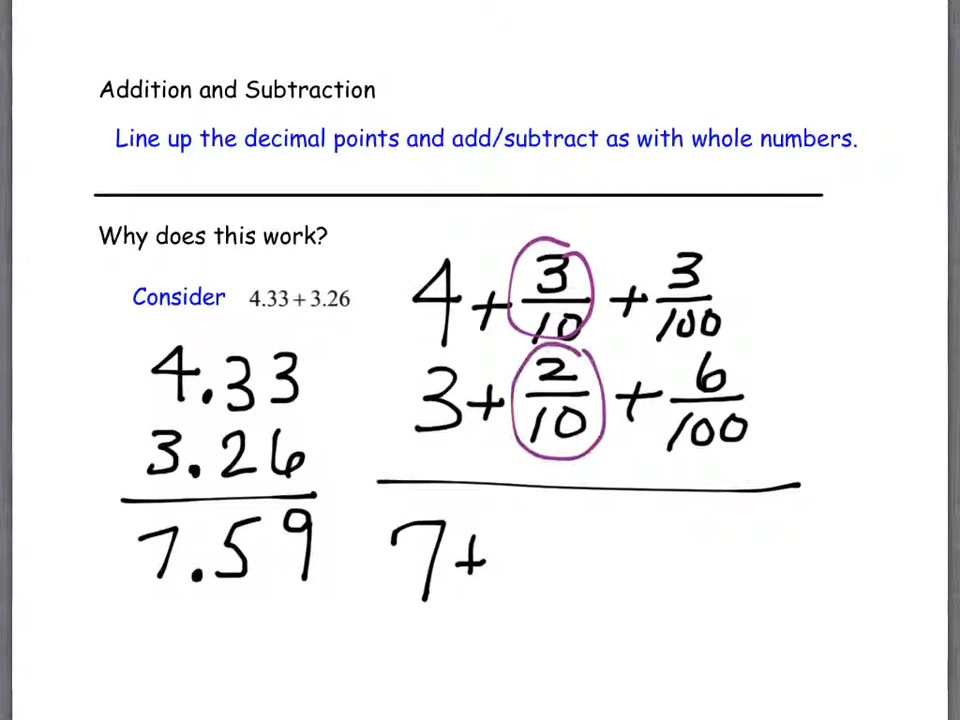 Addition and Subtraction
Line up the decimal points and add/subtract as with whole numbers.
Why does this work?
Consider 4.33 + 3.26
4.33
3.26
7.59
4 + 3/10 + 3/100
3 + 2/10 + 6/100
7 +